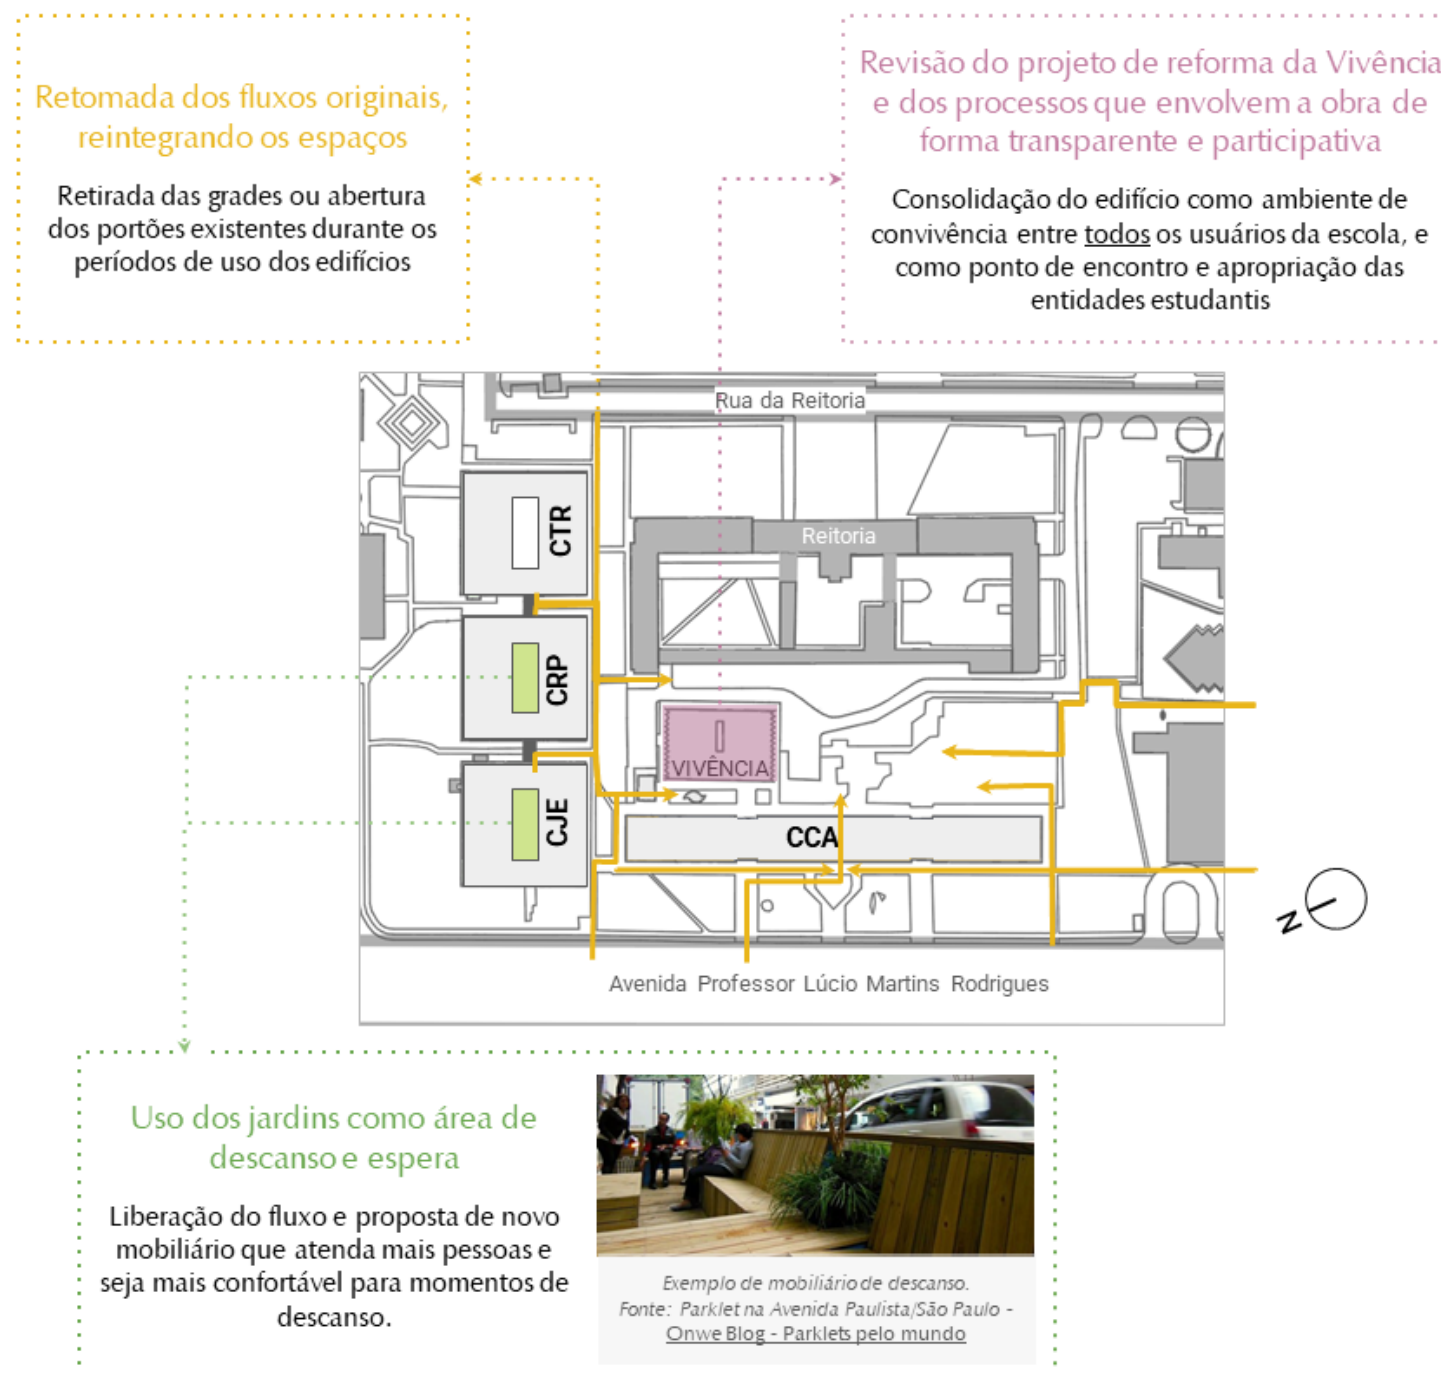 Retomada dos fluxos originais,
reintegrando os espaços
Retirada das grades ou abertura
dos portões existentes durante os
períodos de uso dos edifícios
Revisão do projeto de reforma da Vivência
e dos processos que envolvem a obra de
forma transparente e participativa
Consolidação do edifício como ambiente de
convivência entre todos os usuários da escola, e
como ponto de encontro e apropriação das
entidades estudantis
Rua da Reitoria
CTR
Reitoria
CRP
VIVÊNCIA
CJE
CCA
N
Avenida Professor Lúcio Martins Rodrigues
Uso dos jardins como área de
descanso e espera
Liberação do fluxo e proposta de novo
mobiliário que atenda mais pessoas e
seja mais confortável para momentos de
descanso.
Exemplo de mobiliário de descanso.
Fonte: Parklet na Avenida Paulista/São Paulo -
Onwe Blog - Parklets pelo mundo